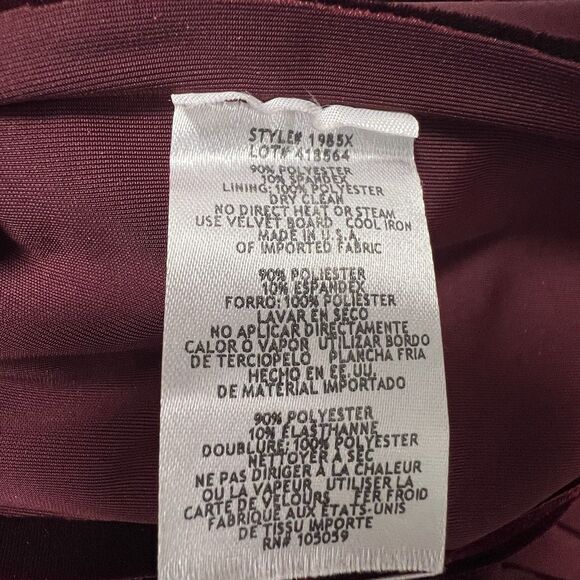 STYLE# 1985X
LOT# 418564
90% POLYESTER
10% SPANDEX
LINING: 100% POLYESTER
DRY CLEAN
NO DIRECT HEAT OR STEAM
USE VELVET BOARD COOL IRON
MADE IN U.S.A.
OF IMPORTED FABRIC
90% POLIESTER
10% ESPANDEX
FORRO: 100% POLIESTER
LAVAR EN SECO
NO APLICAR DIRECTAMENTE
CALOR O VAPOR UTILIZAR BORDO
DE TERCIOPELO PLANCHA FRIA
HECHO EN EE.UU.
DE MATERIAL IMPORTADO
90% POLYESTER
10% ELASTHANNE
DOUBLURE: 100% POLYESTER
NETTOYER A SEC
NE PAS DIRIGER A LA CHALEUR
OU LA VAPEUR UTILISER LA
CARTE DE VELOURS FER FROID
FABRIQUE AUX ETATS-UNIS
DE TISSU IMPORTE
RN# 105059